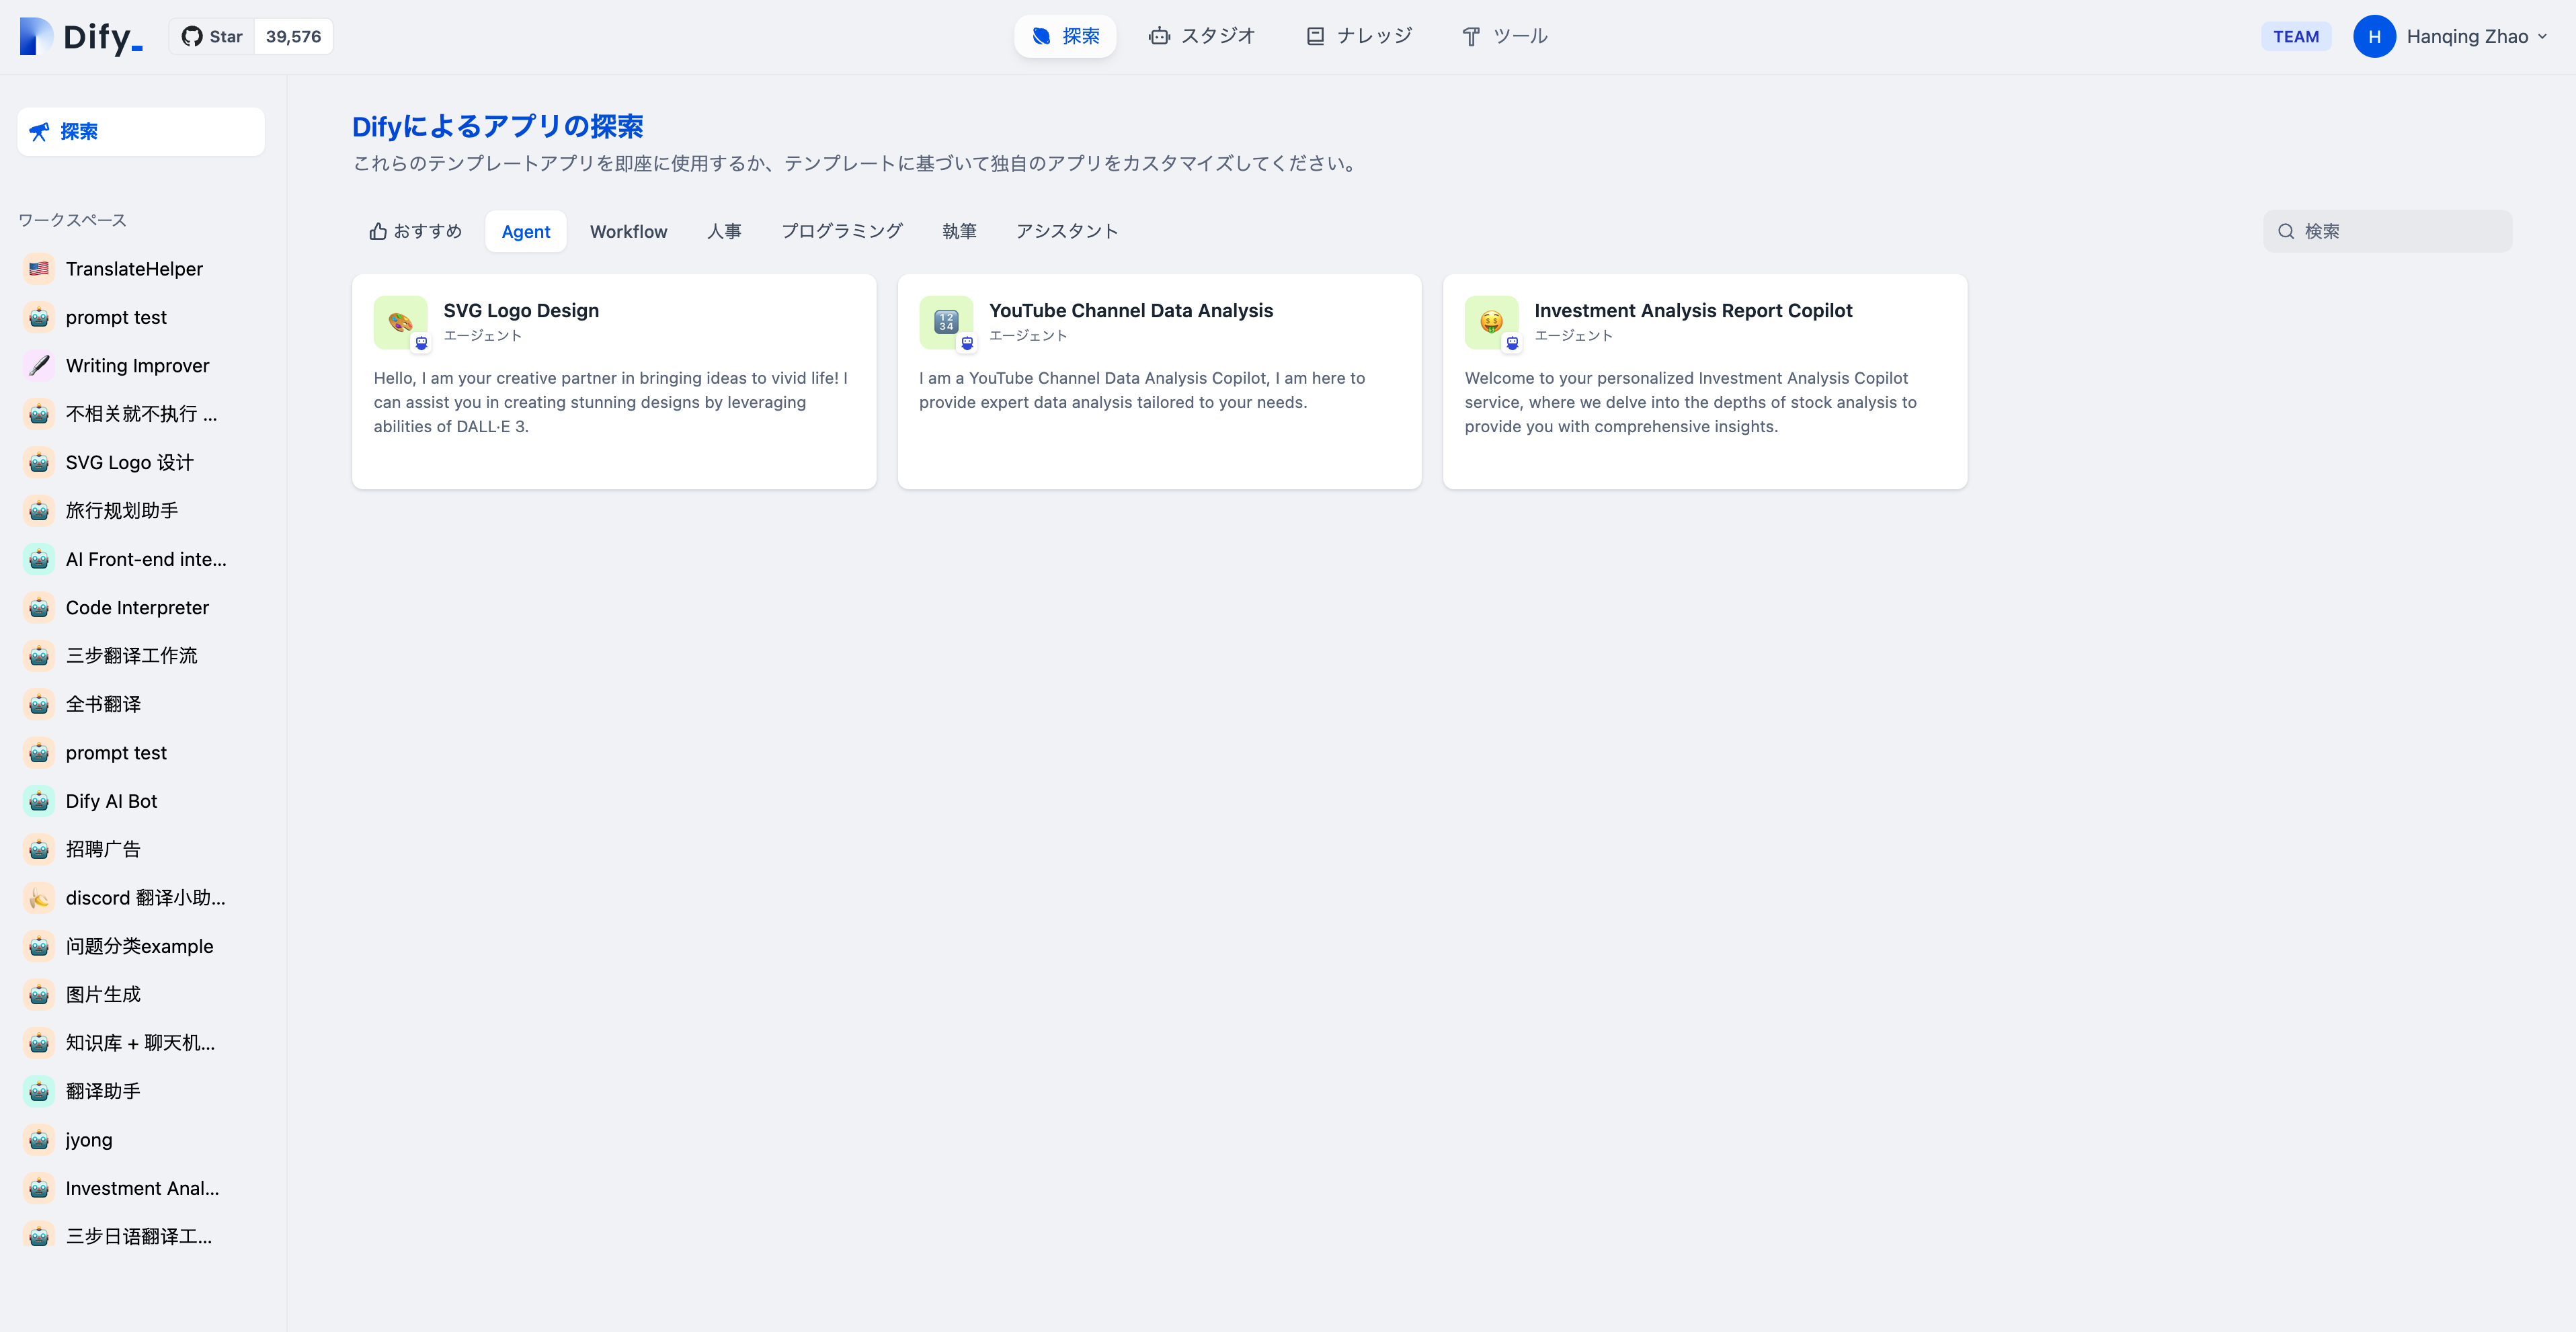 Dify_
Star 39,576
探索
スタジオ
ナレッジ
ツール
TEAM
H
Hanqing Zhao
探索
ワークスペース
TranslateHelper
prompt test
Writing Improver
不相关就不执行 ...
SVG Logo 设计
旅行规划助手
AI Front-end inte...
Code Interpreter
三步翻译工作流
全书翻译
prompt test
Dify AI Bot
招聘广告
discord 翻译小助...
问题分类example
图片生成
知识库 + 聊天机...
翻译助手
jyong
Investment Anal...
三步日语翻译工...
Difyによるアプリの探索
これらのテンプレートアプリを即座に使用するか、テンプレートに基づいて独自のアプリをカスタマイズしてください。
おすすめ
Agent
Workflow
人事
プログラミング
執筆
アシスタント
検索
SVG Logo Design
エージェント
Hello, I am your creative partner in bringing ideas to vivid life! I
can assist you in creating stunning designs by leveraging
abilities of DALL·E 3.
1234
YouTube Channel Data Analysis
エージェント
I am a YouTube Channel Data Analysis Copilot, I am here to
provide expert data analysis tailored to your needs.
Investment Analysis Report Copilot
エージェント
Welcome to your personalized Investment Analysis Copilot
service, where we delve into the depths of stock analysis to
provide you with comprehensive insights.